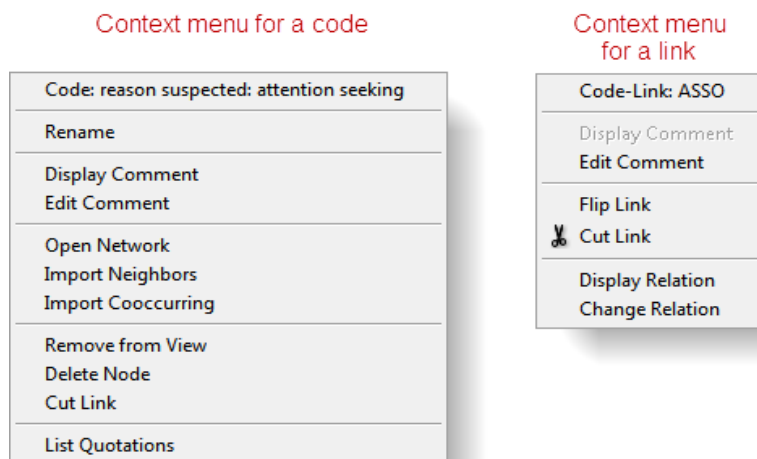 Context menu for a code
Code: reason suspected: attention seeking
Rename
Display Comment
Edit Comment
Open Network
Import Neighbors
Import Cooccurring
Remove from View
Delete Node
Cut Link
List Quotations
Context menu
for a link
Code-Link: ASSO
Display Comment
Edit Comment
Flip Link
Cut Link
Display Relation
Change Relation